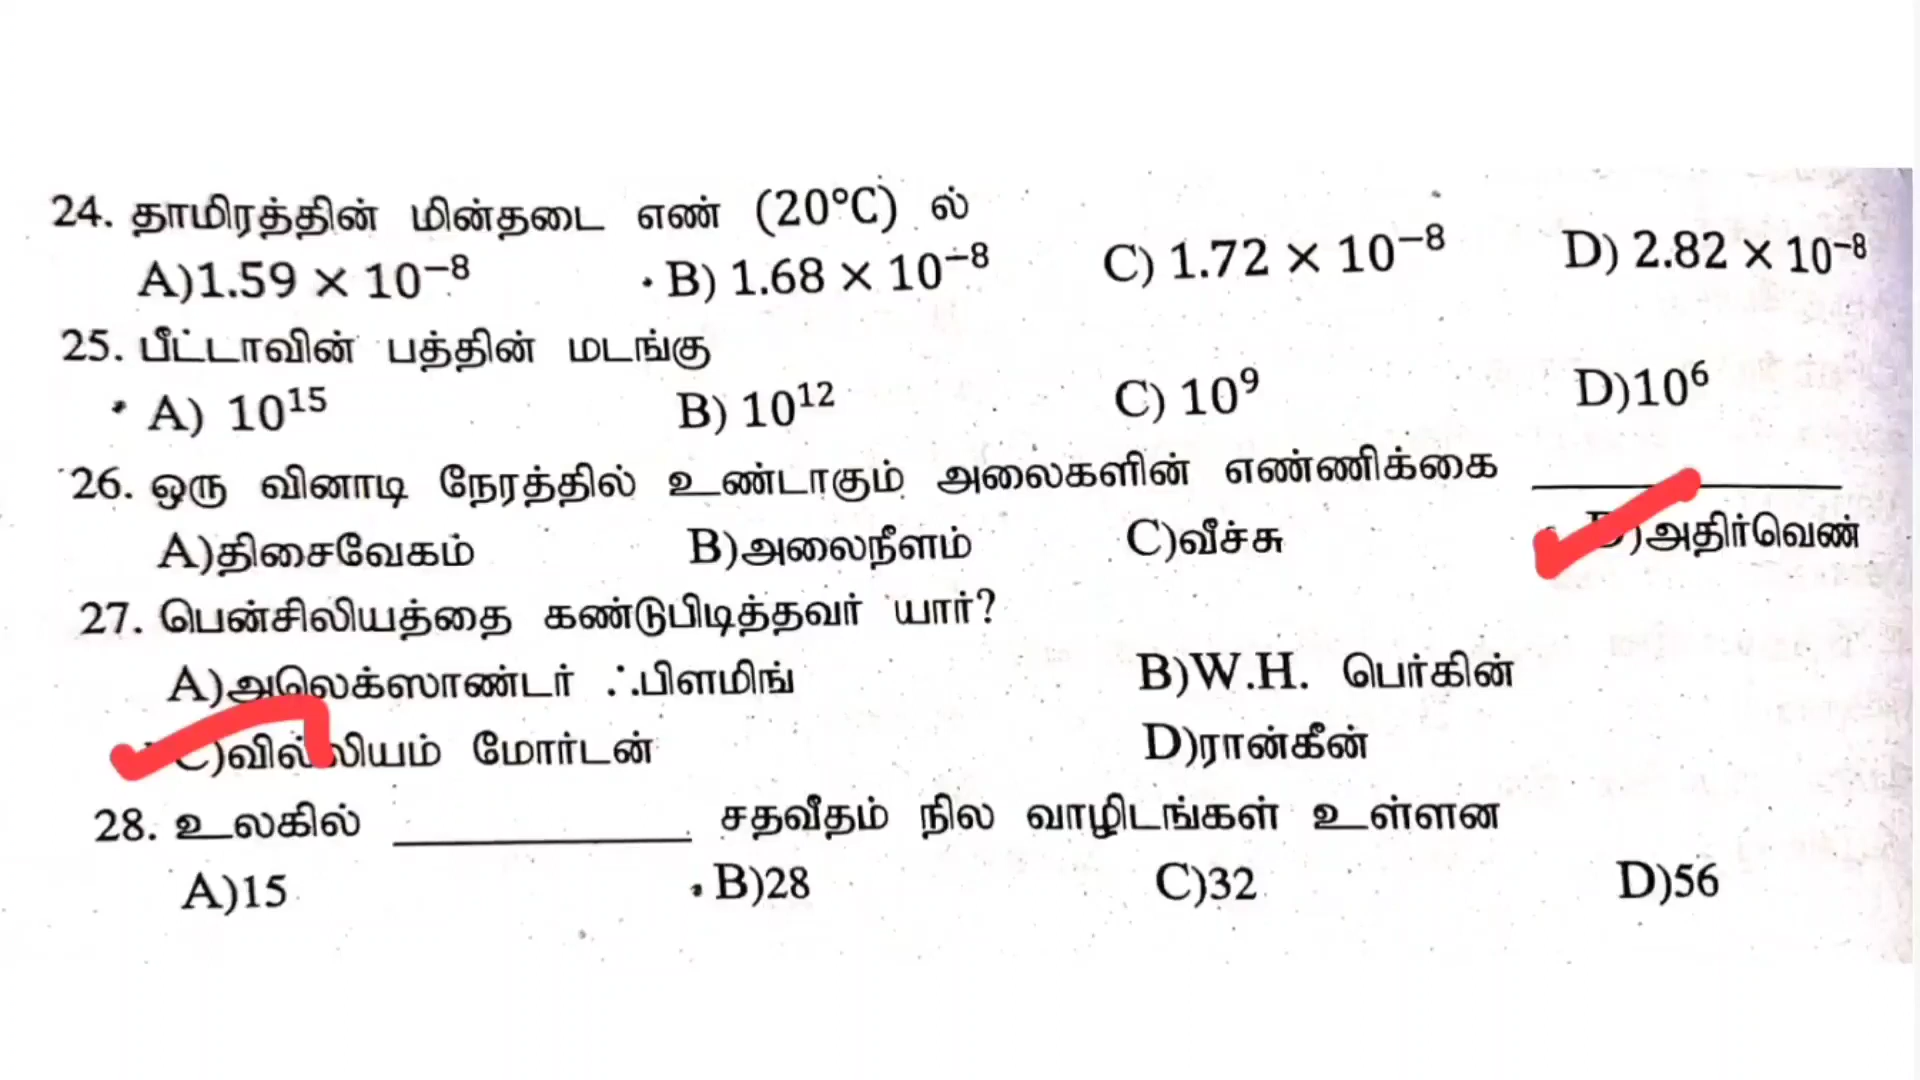 24. தாமிரத்தின் மின்தடை எண் (20°C) ல்
A)1.59 × 10⁻⁸ B) 1.68 × 10⁻⁸ C) 1.72 × 10⁻⁸ D) 2.82 × 10⁻⁸
25. பீட்டாவின் பத்தின் மடங்கு
A) 10¹⁵ B) 10¹² C) 10⁹ D)10⁶
26. ஒரு வினாடி நேரத்தில் உண்டாகும் அலைகளின் எண்ணிக்கை ________
A)திசைவேகம் B)அலைநீளம் C)வீச்சு D)அதிர்வெண்
27. பென்சிலியத்தை கண்டுபிடித்தவர் யார்?
A)அலெக்ஸாண்டர் ஃபிளமிங் B)W.H. பெர்கின்
C)வில்லியம் மோர்டன் D)ரான்கீன்
28. உலகில் ________ சதவீதம் நில வாழிடங்கள் உள்ளன
A)15 B)28 C)32 D)56